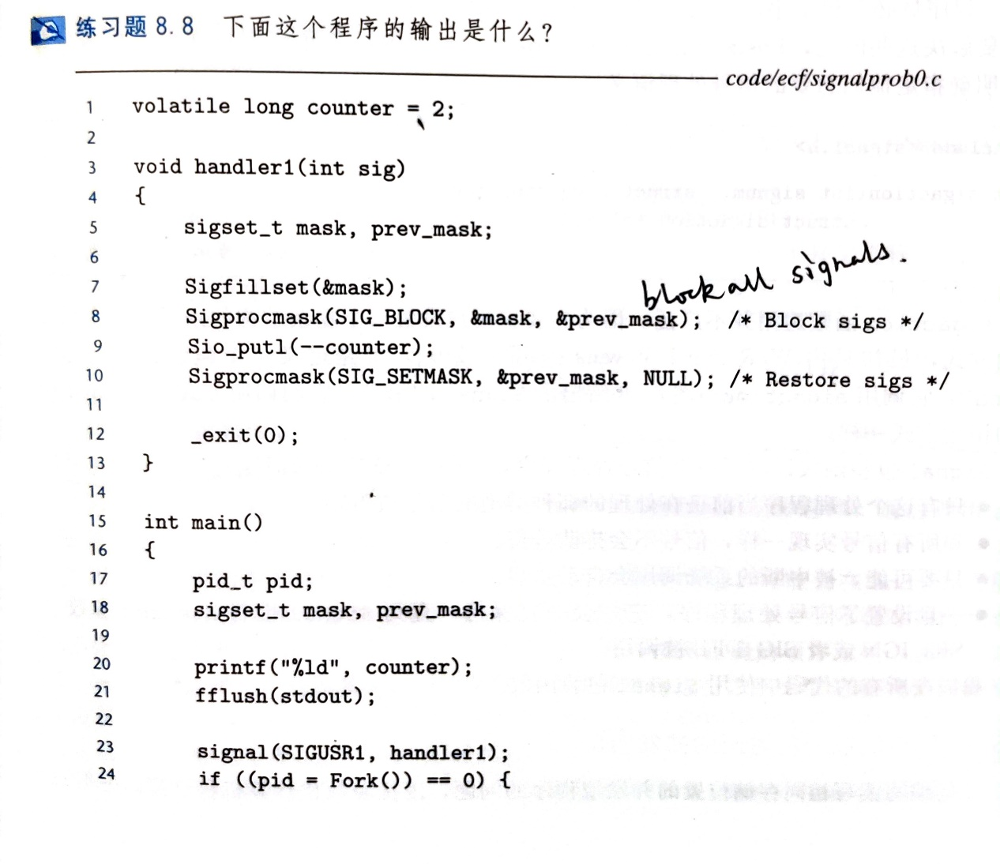 练习题 8.8 下面这个程序的输出是什么?
code/ecf/signalprob0.c
1 volatile long counter = 2;
2
3 void handler1(int sig)
4 {
5 sigset_t mask, prev_mask;
6
7 Sigfillset(&mask);
block all signals.
8 Sigprocmask(SIG_BLOCK, &mask, &prev_mask); /* Block sigs */
9 Sio_putl(--counter);
10 Sigprocmask(SIG_SETMASK, &prev_mask, NULL); /* Restore sigs */
11
12 _exit(0);
13 }
14
15 int main()
16 {
17 pid_t pid;
18 sigset_t mask, prev_mask;
19
20 printf("%ld", counter);
21 fflush(stdout);
22
23 signal(SIGUSR1, handler1);
24 if ((pid = Fork()) == 0) {